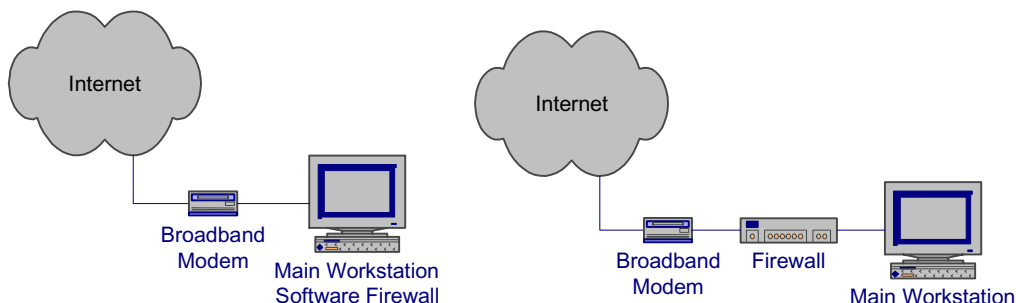 Internet
Broadband
Modem
Main Workstation
Software Firewall
Internet
Broadband
Modem
Firewall
Main Workstation